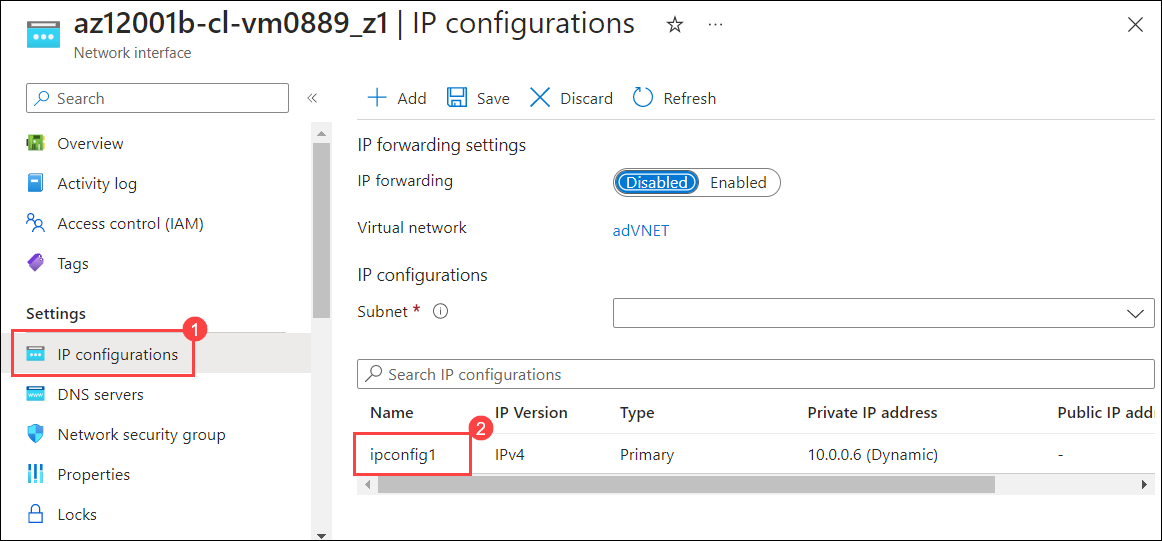 az12001b-cl-vm0889_z1 | IP configurations
Network interface
Search
Add Save Discard Refresh
Overview
Activity log
Access control (IAM)
Tags
Settings
1
IP configurations
DNS servers
Network security group
Properties
Locks
IP forwarding settings
IP forwarding Disabled Enabled
Virtual network adVNET
IP configurations
Subnet *
Search IP configurations
Name IP Version Type Private IP address Public IP add
2
ipconfig1 IPv4 Primary 10.0.0.6 (Dynamic) -